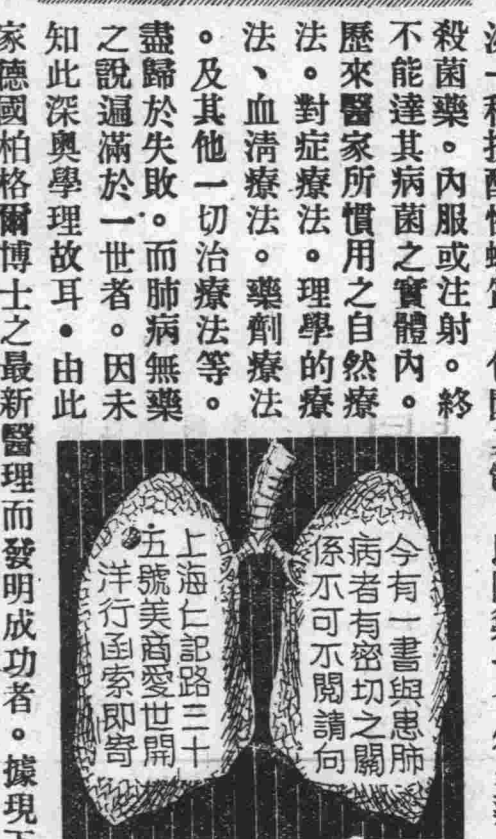 殺菌藥。內服或注射。終
不能達其病菌之實體內。
歷來醫家所慣用之自然療
法。對症療法。理學的療
法、血淸療法。藥劑療法
。及其他一切治療法等。
盡歸於失敗。而肺病無藥
之說遍滿於一世者。因未
知此深奧學理故耳。由此
家德國柏格爾博士之最新醫理而發明成功者。據現
今有一書與患肺
病者有密切之關
係不可不閱請向
上海仁記路三十
五號美商愛世開
洋行函索即寄